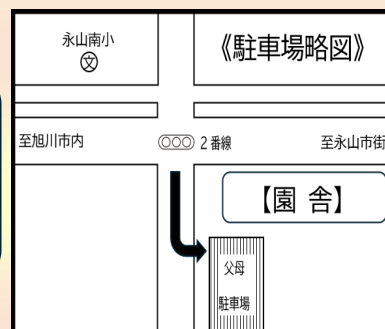 永山南小
文
《駐車場略図》
至旭川市内
２番線
至永山市街
【園 舎】
父母
駐車場